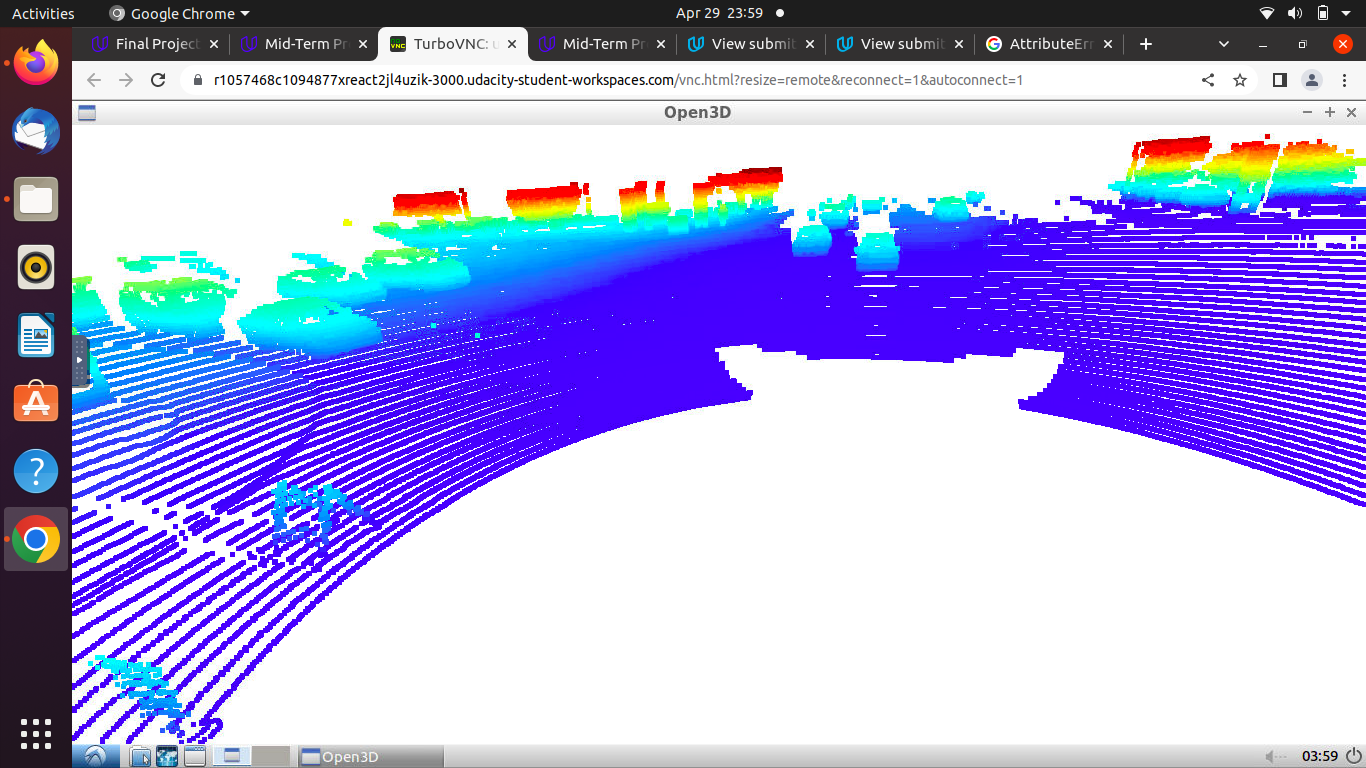 Activities
Google Chrome
Apr 29 23:59
Final Project
Mid-Term Pr
TurboVNC: u
Mid-Term Pr
View submit
View submit
AttributeErr
r1057468c1094877xreact2jl4uzik-3000.udacity-student-workspaces.com/vnc.html?resize=remote&reconnect=1&autoconnect=1
Open3D
Open3D
03:59